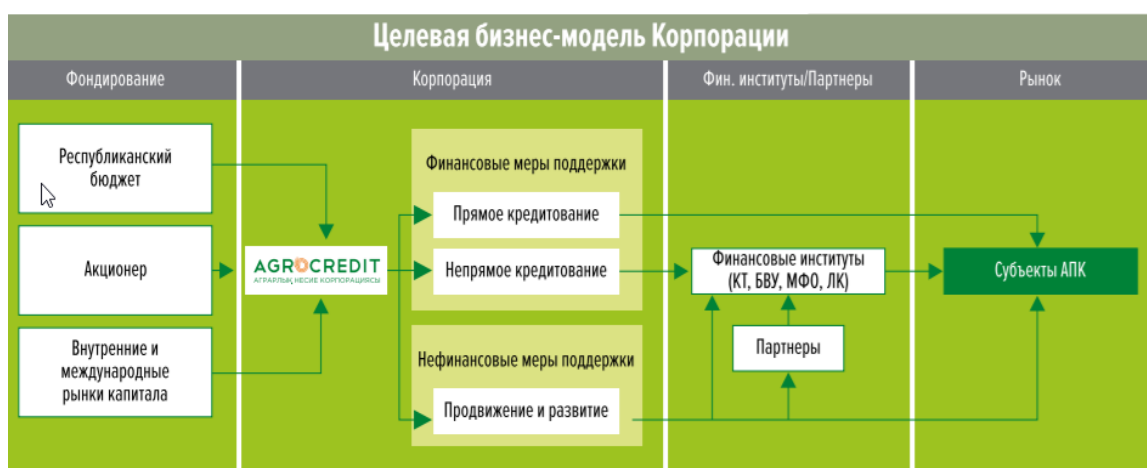 Целевая бизнес-модель Корпорации
Фондирование
Корпорация
Фин. институты/Партнеры
Рынок
Республиканский
бюджет
Акционер
Внутренние и
международные
рынки капитала
AGROCREDIT
АГРАРЛЫҚ НЕСИЕ КОРПОРАЦИЯСЫ
Финансовые меры поддержки
Прямое кредитование
Непрямое кредитование
Нефинансовые меры поддержки
Продвижение и развитие
Финансовые институты
(КТ, БВУ, МФО, ЛК)
Партнеры
Субъекты АПК